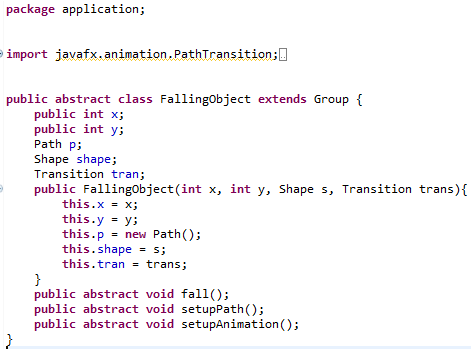 package application;
import javafx.animation.PathTransition;
public abstract class FallingObject extends Group {
    public int x;
    public int y;
    Path p;
    Shape shape;
    Transition tran;
    public FallingObject(int x, int y, Shape s, Transition trans){
        this.x = x;
        this.y = y;
        this.p = new Path();
        this.shape = s;
        this.tran = trans;
    }
    public abstract void fall();
    public abstract void setupPath();
    public abstract void setupAnimation();
}